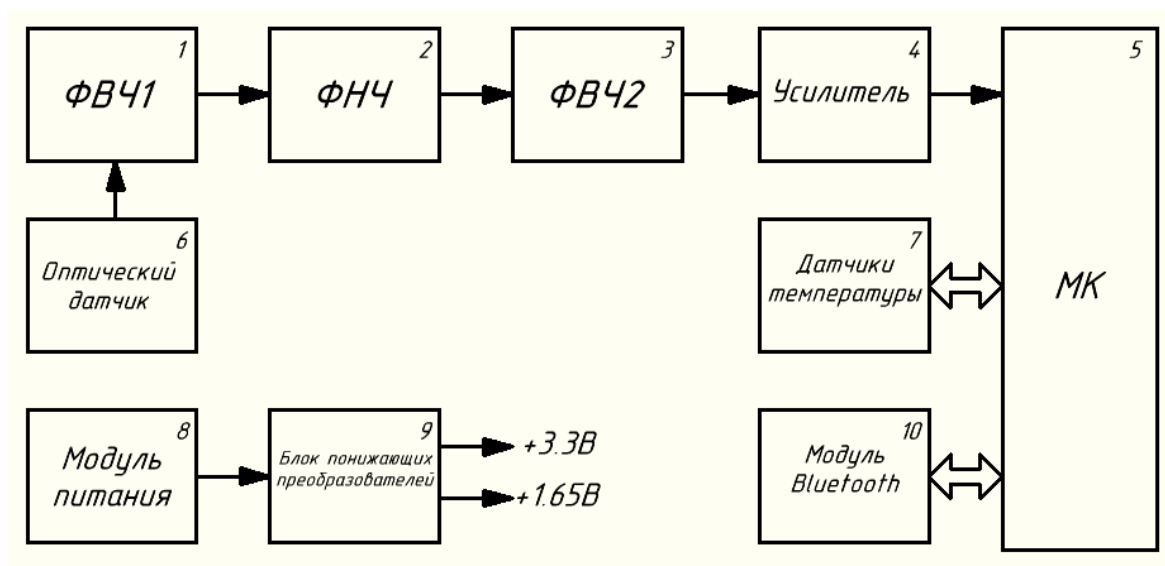 1
ФВЧ1
2
ФНЧ
3
ФВЧ2
4
Усилитель
5
МК
6
Оптический
датчик
7
Датчики
температуры
8
Модуль
питания
9
Блок понижающих
преобразователей
+3.3В
+1.65В
10
Модуль
Bluetooth